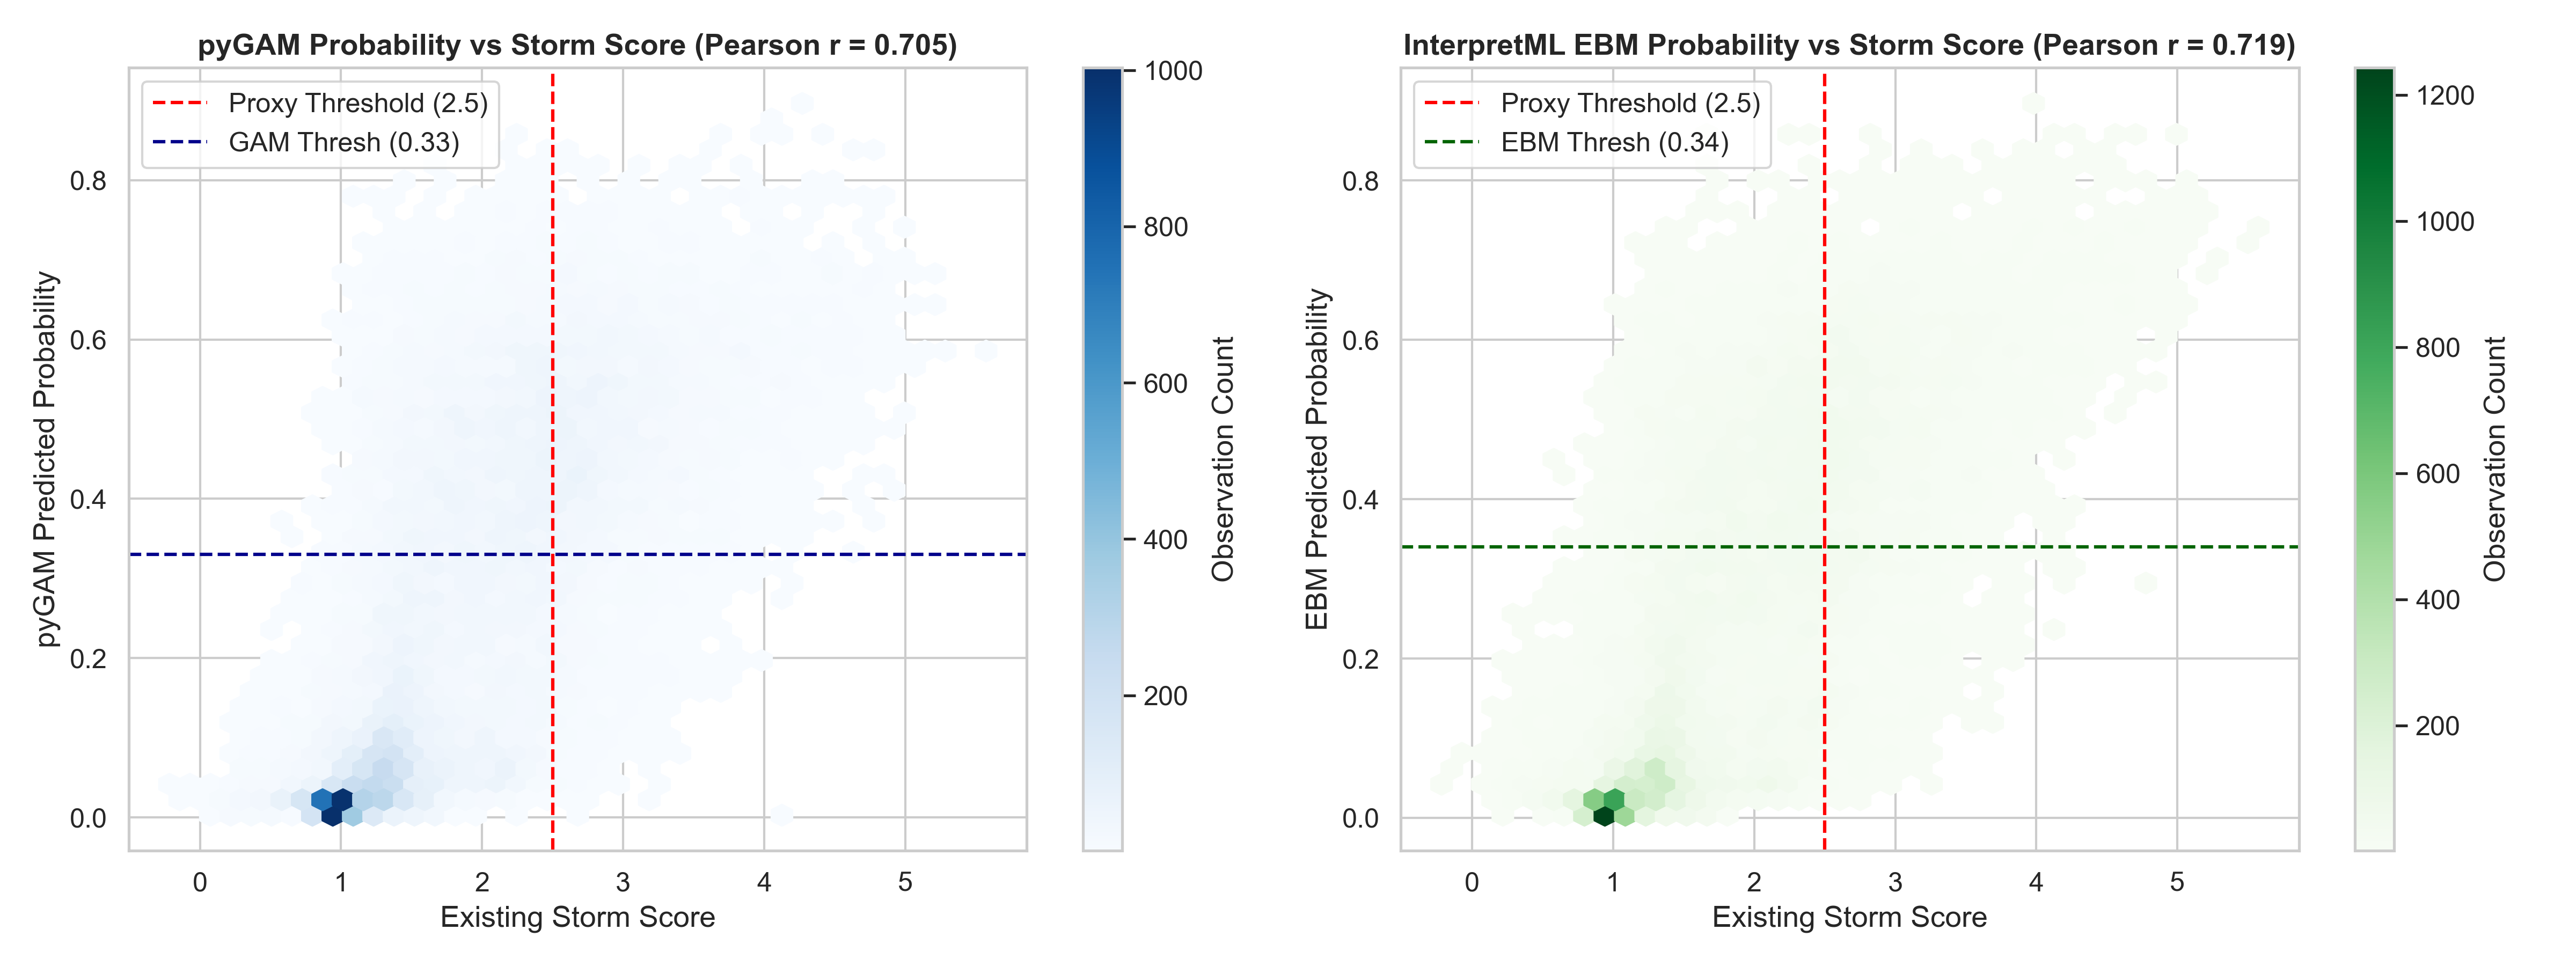 pyGAM Probability vs Storm Score (Pearson r = 0.705)
Proxy Threshold (2.5)
GAM Thresh (0.33)
pyGAM Predicted Probability
0.8
0.6
0.4
0.2
0.0
0 1 2 3 4 5
Existing Storm Score
1000
800
600
400
200
Observation Count
InterpretML EBM Probability vs Storm Score (Pearson r = 0.719)
Proxy Threshold (2.5)
EBM Thresh (0.34)
EBM Predicted Probability
0.8
0.6
0.4
0.2
0.0
0 1 2 3 4 5
Existing Storm Score
1200
1000
800
600
400
200
Observation Count